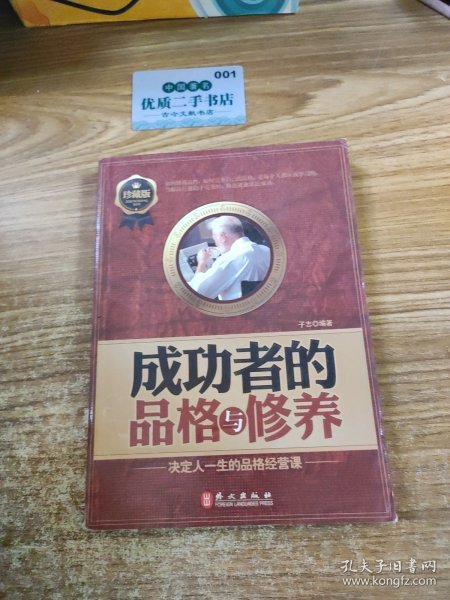 001
中国著名
优质二手书店
——古今文献书店——
珍藏版
子志◎编著
成功者的
品格与修养
决定人一生的品格经营课
外文出版社
FOREIGN LANGUAGES PRESS
孔夫子旧书网
www.kongfz.com